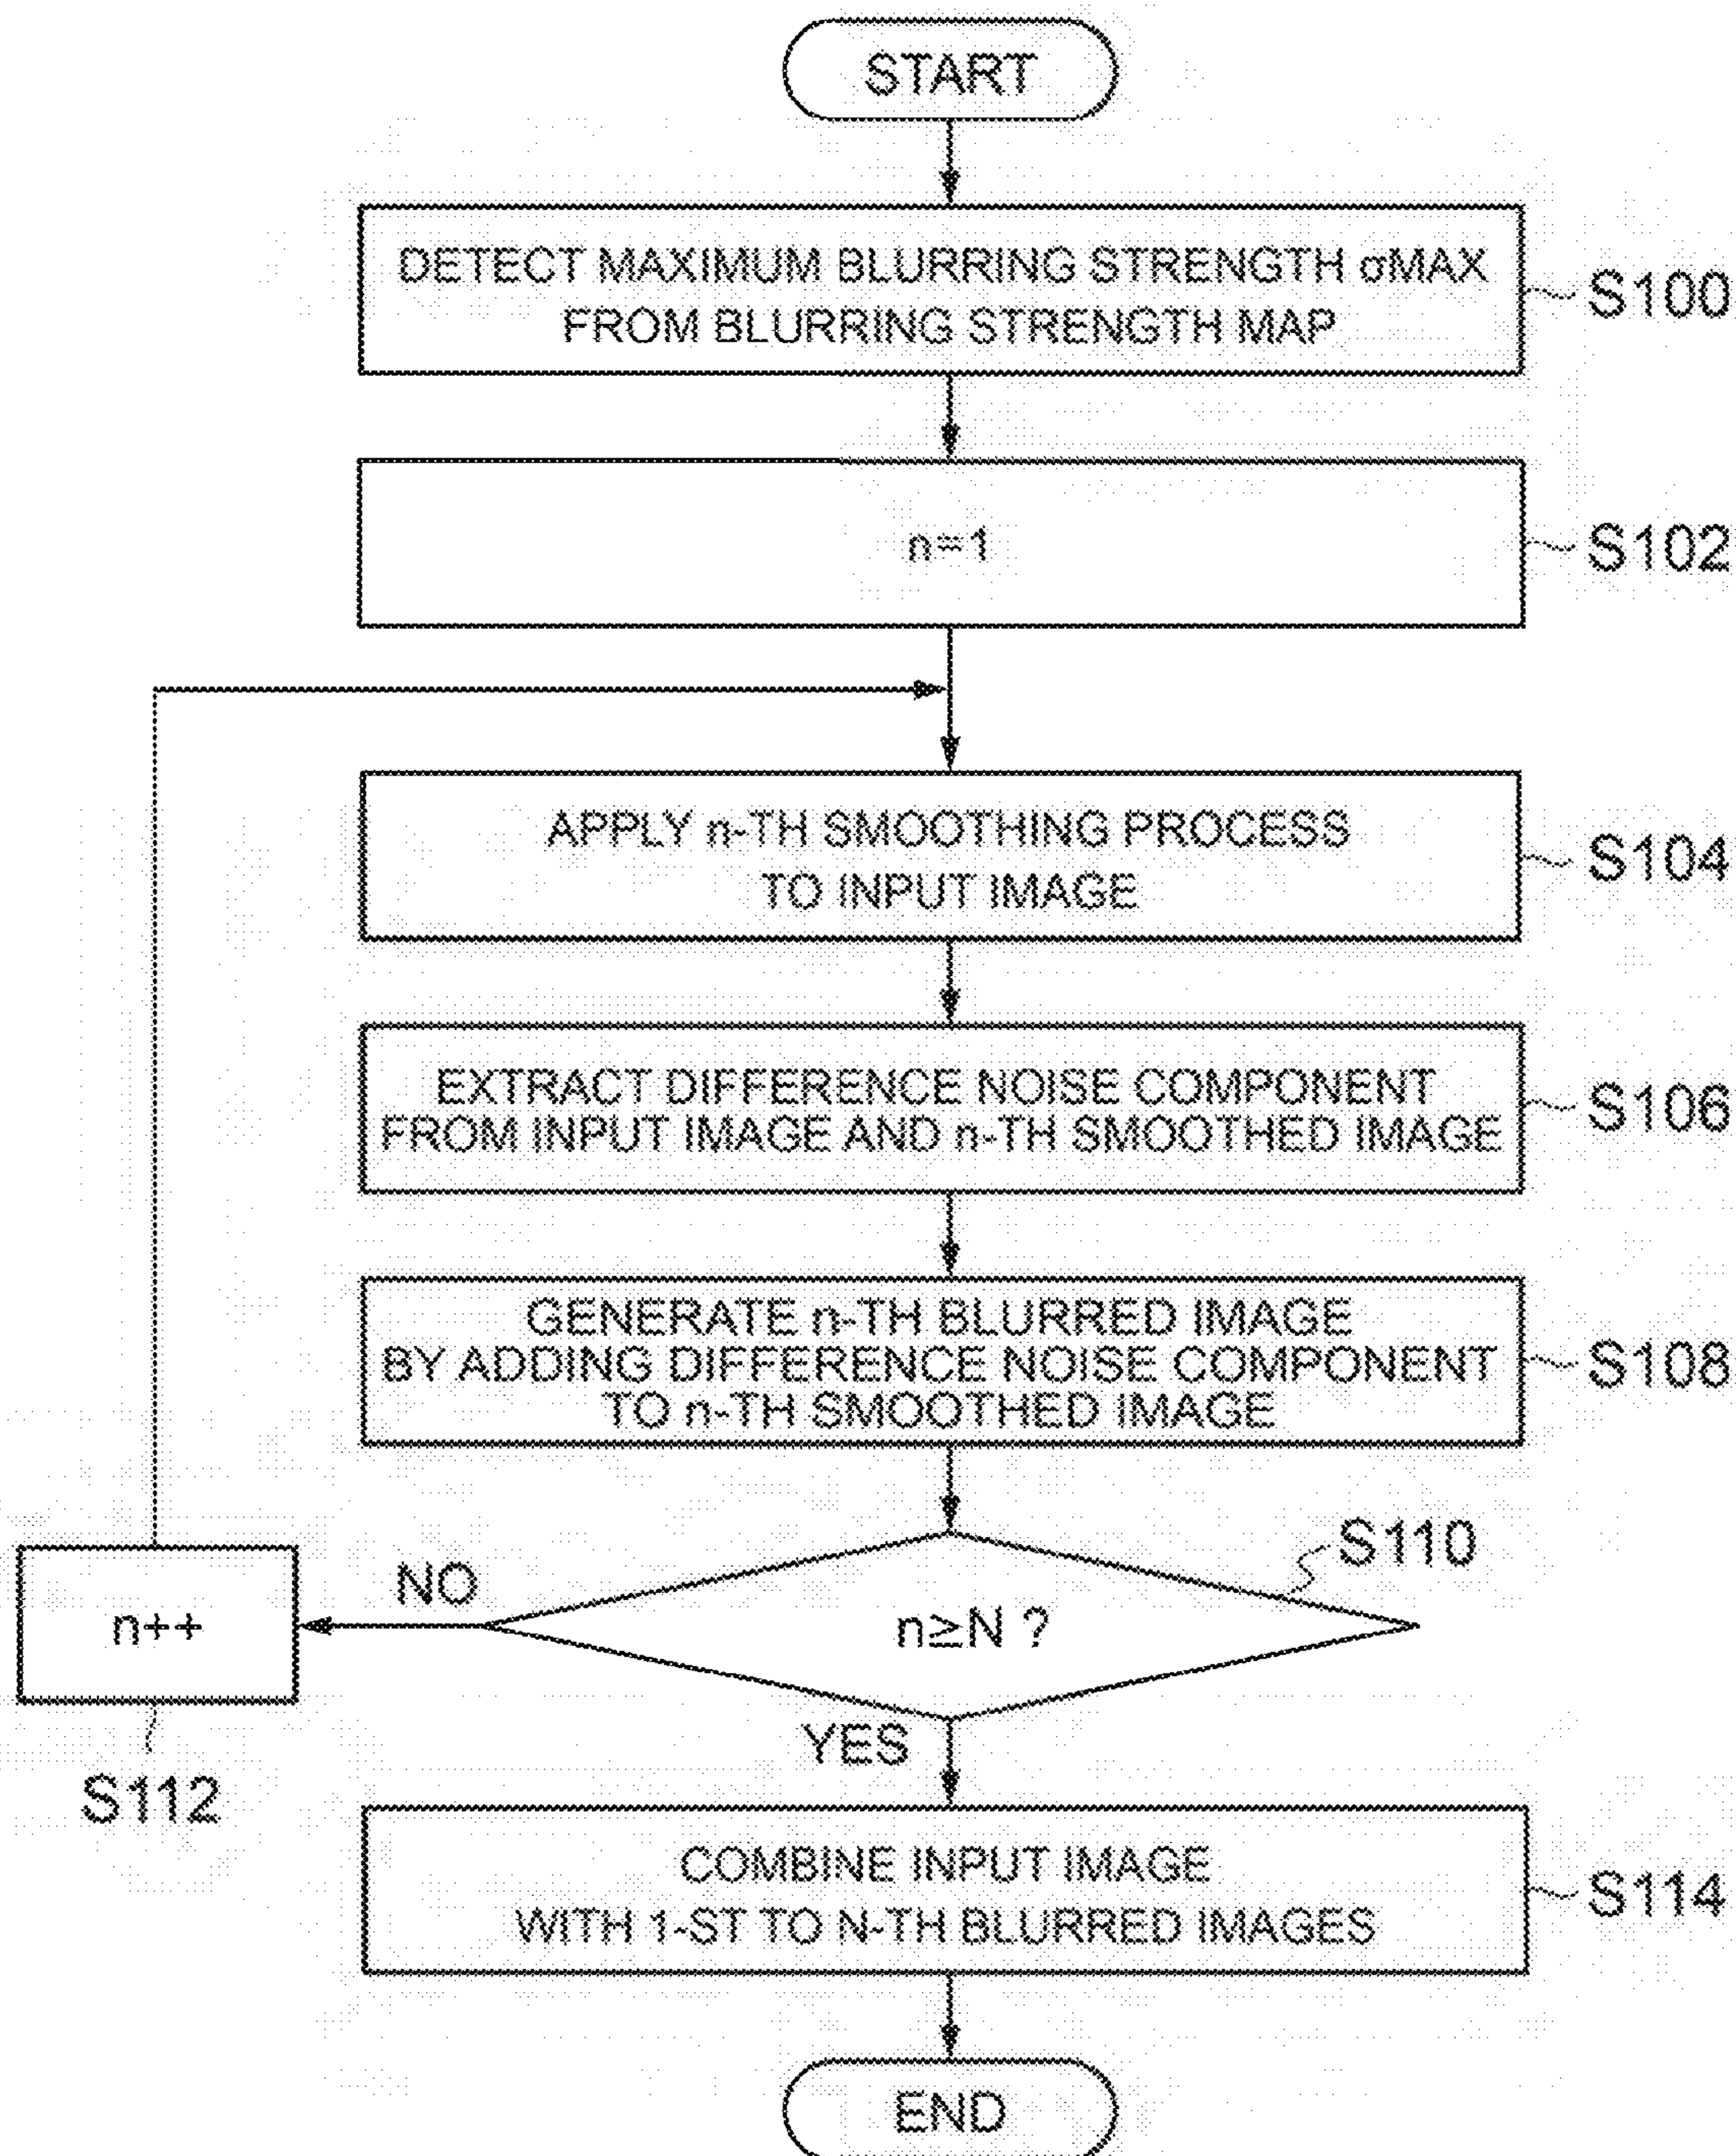 START
DETECT MAXIMUM BLURRING STRENGTH σMAX
FROM BLURRING STRENGTH MAP
S100
n=1
S102
APPLY n-TH SMOOTHING PROCESS
TO INPUT IMAGE
S104
EXTRACT DIFFERENCE NOISE COMPONENT
FROM INPUT IMAGE AND n-TH SMOOTHED IMAGE
S106
GENERATE n-TH BLURRED IMAGE
BY ADDING DIFFERENCE NOISE COMPONENT
TO n-TH SMOOTHED IMAGE
S108
S110
NO
n≥N ?
n++
YES
S112
COMBINE INPUT IMAGE
WITH 1-ST TO N-TH BLURRED IMAGES
S114
END